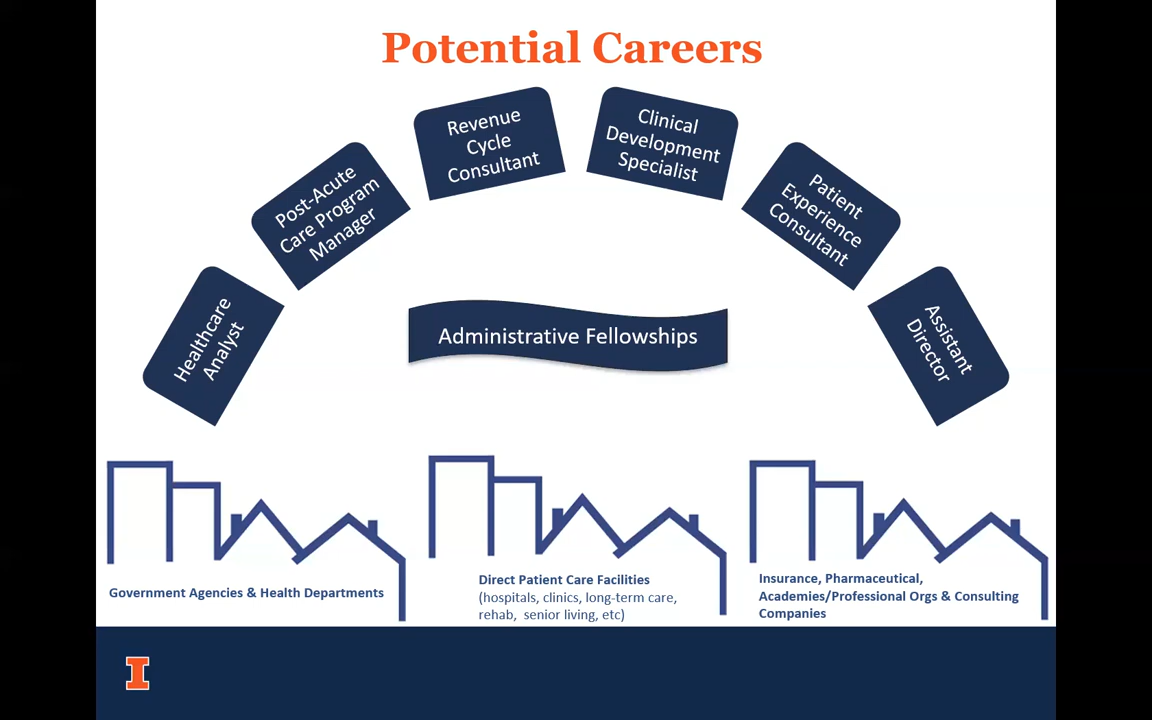 Potential Careers
Healthcare
Analyst
Post-Acute
Care Program
Manager
Revenue
Cycle
Consultant
Clinical
Development
Specialist
Patient
Experience
Consultant
Assistant
Director
Administrative Fellowships
Government Agencies & Health Departments
Direct Patient Care Facilities
(hospitals, clinics, long-term care,
rehab, senior living, etc)
Insurance, Pharmaceutical,
Academies/Professional Orgs & Consulting
Companies
I